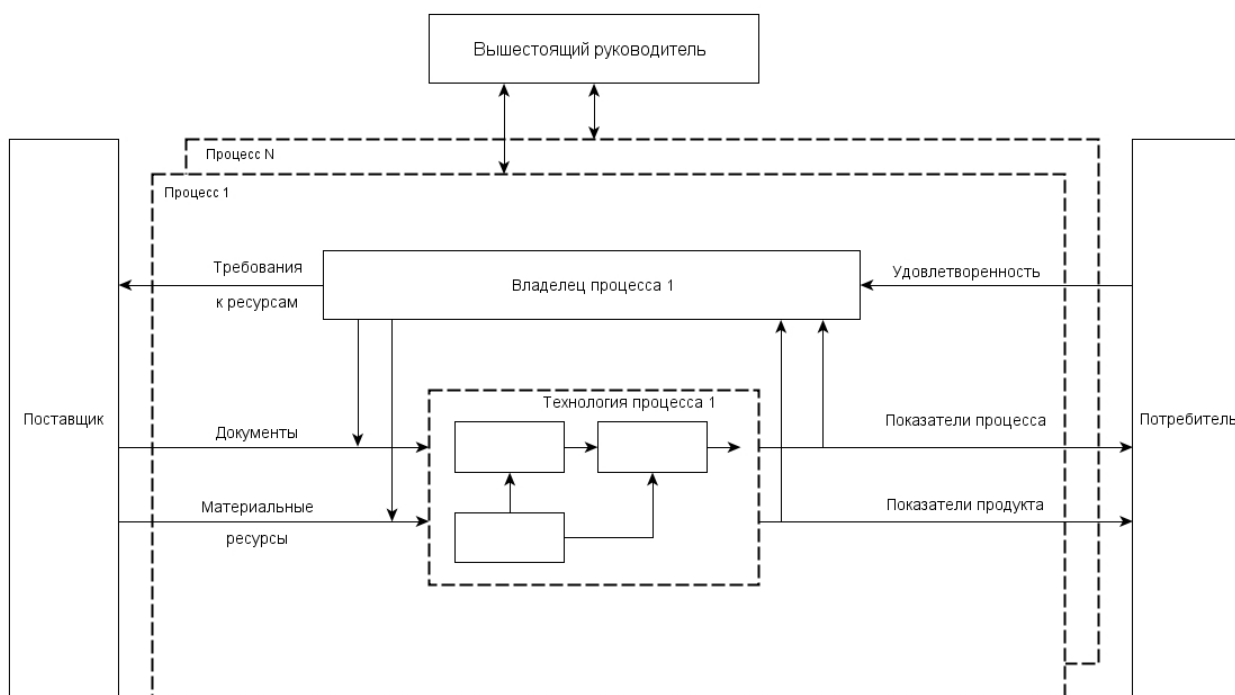 Вышестоящий руководитель
Процесс N
Процесс 1
Требования
к ресурсам
Владелец процесса 1
Удовлетворенность
Технология процесса 1
Поставщик
Документы
Показатели процесса
Потребитель
Материальные
ресурсы
Показатели продукта